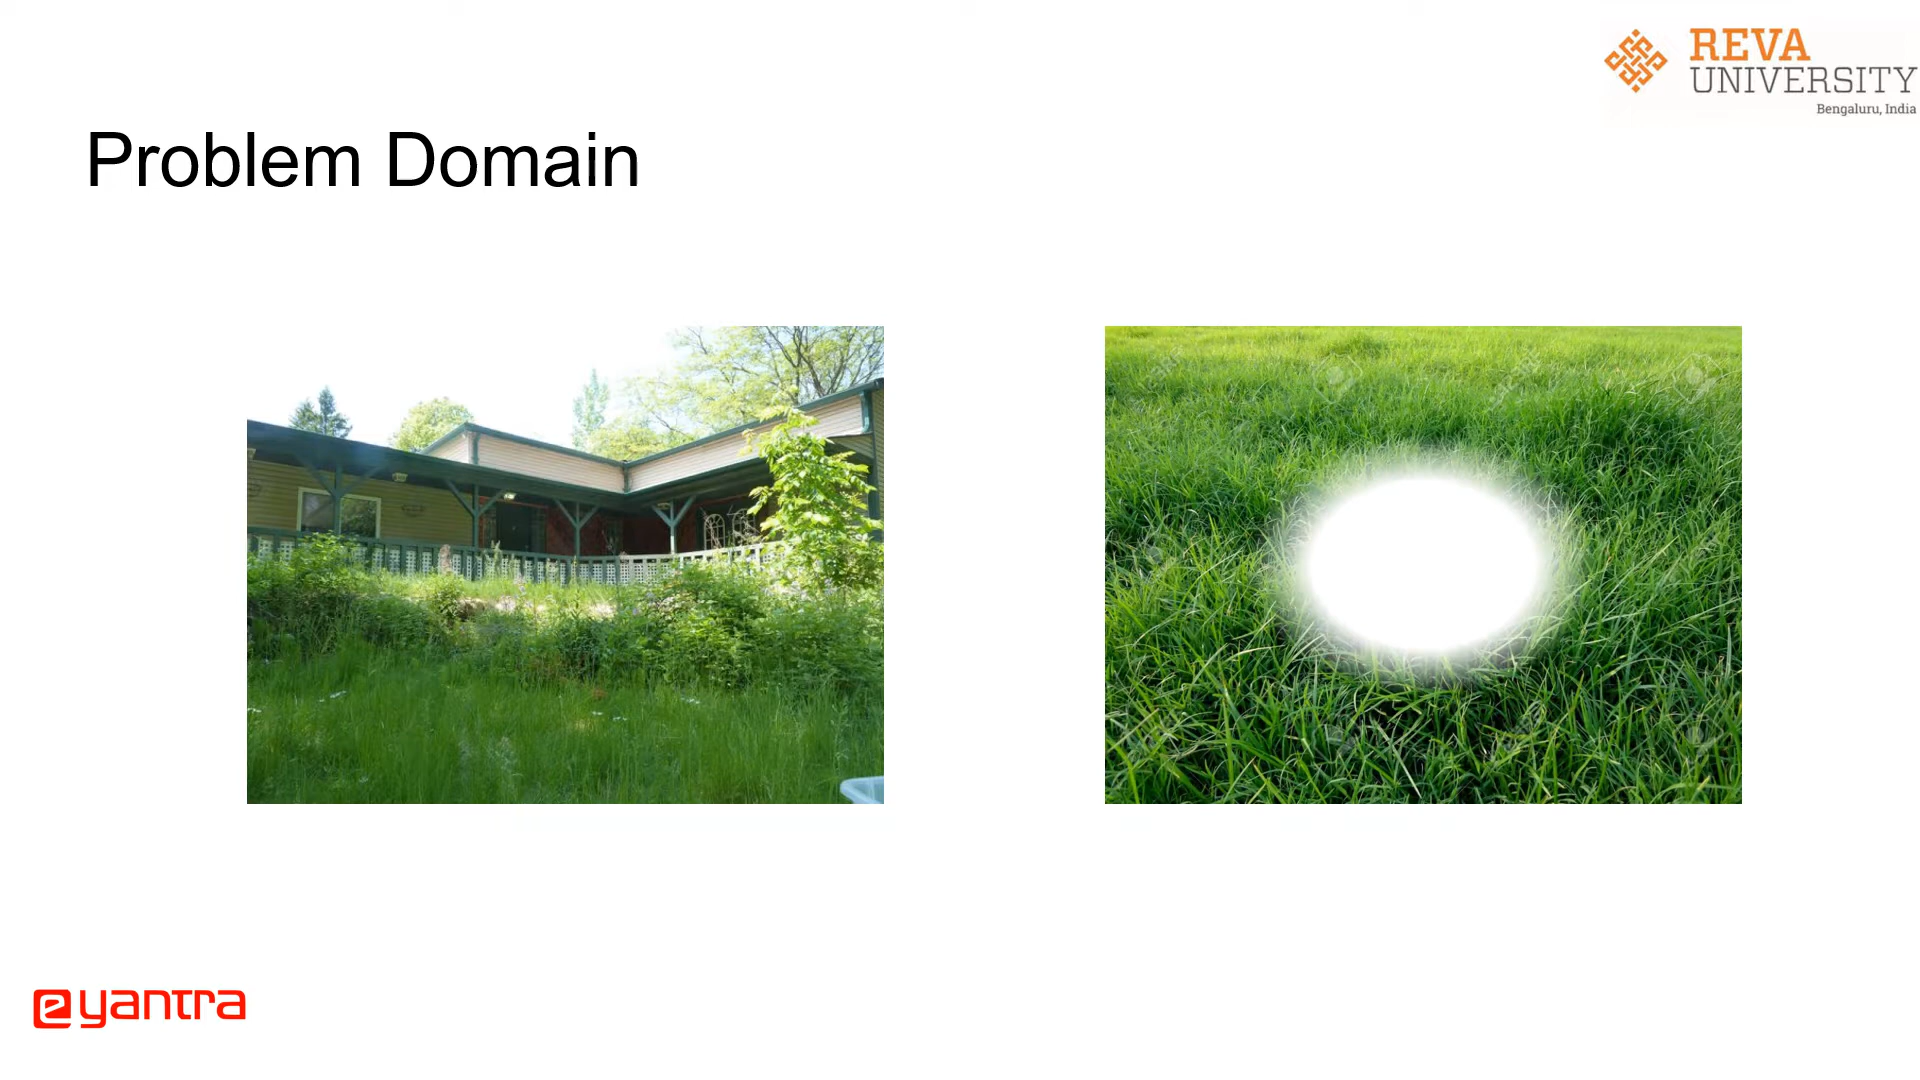 REVA
UNIVERSITY
Bengaluru, India
Problem Domain
eyantra